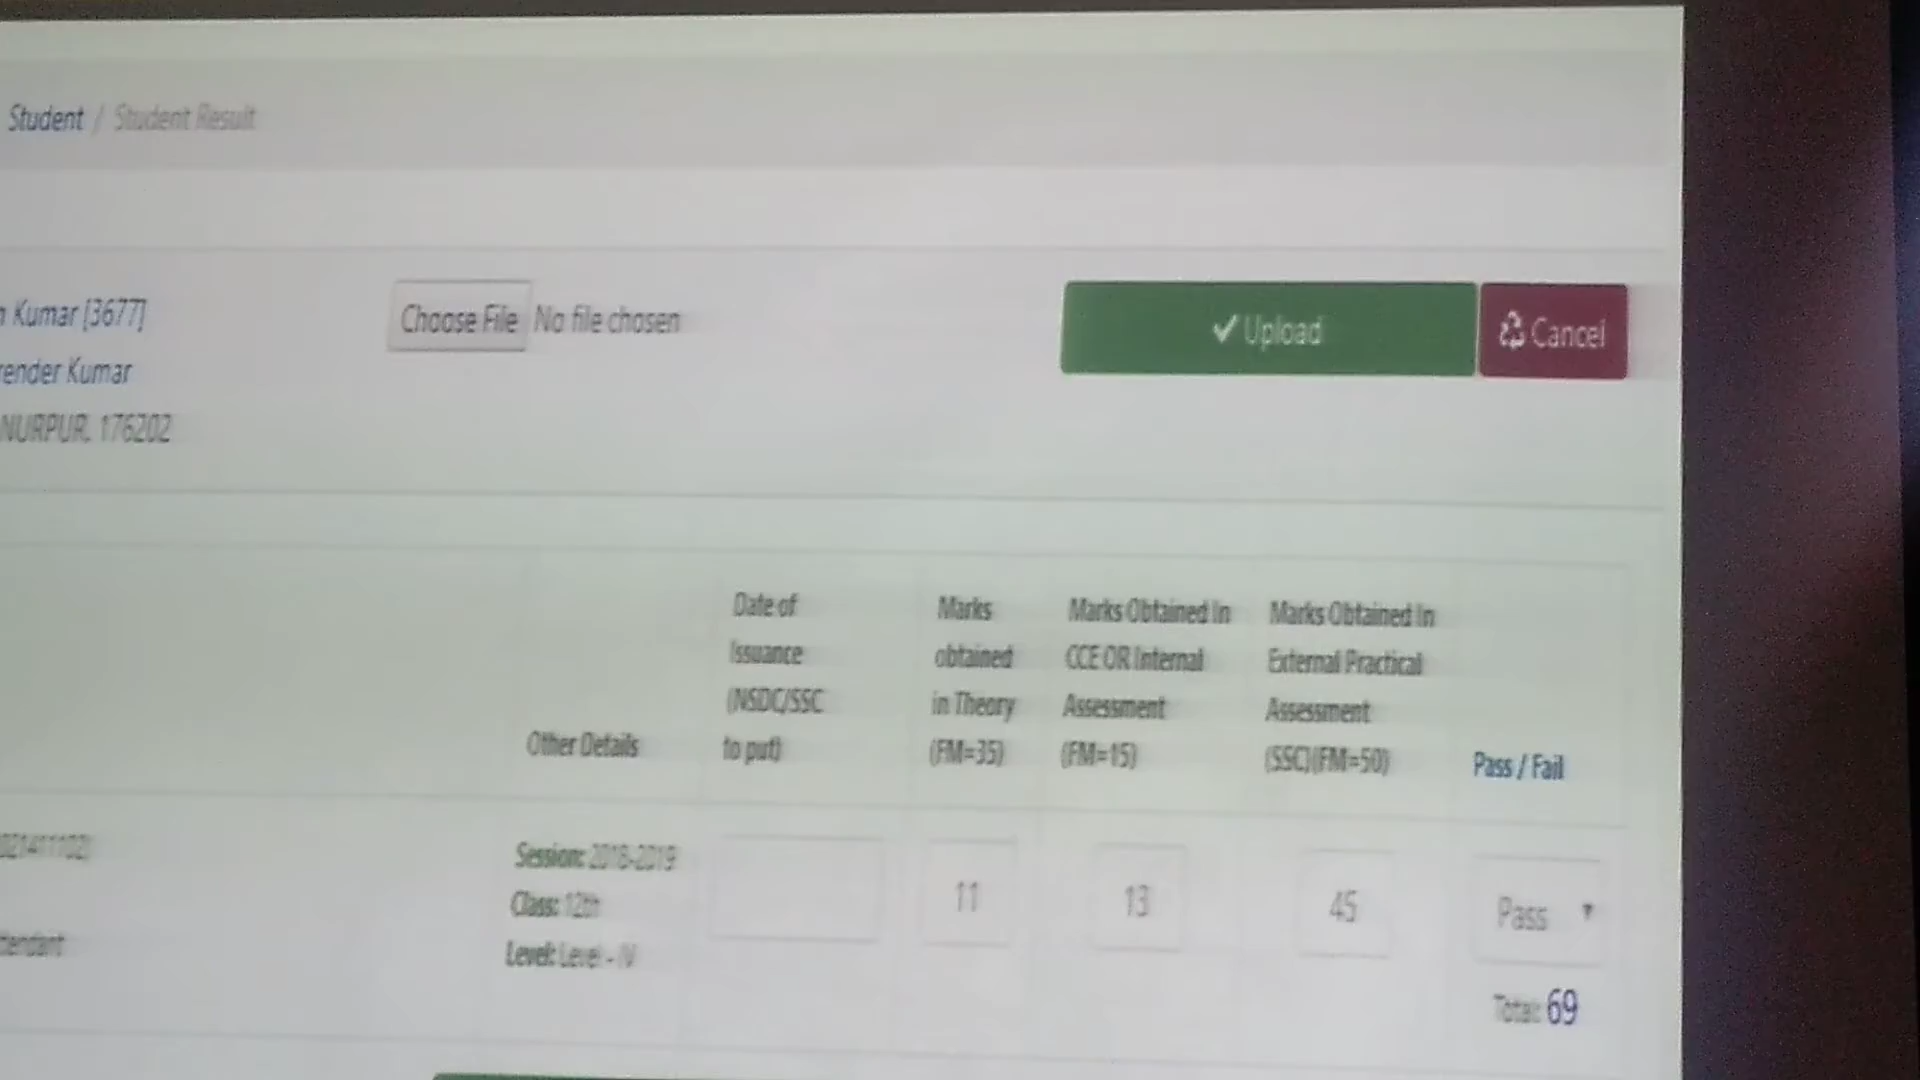 Student / Student Result
Kumar [3677]
Choose File No file chosen
Upload
Cancel
ender Kumar
NURPUR, 176202
Other Details
Date of
Issuance
(NSDC/SSC
to put)
Marks
obtained
in Theory
(FM=35)
Marks Obtained In
CCE OR Internal
Assessment
(FM=15)
Marks Obtained In
External Practical
Assessment
(SSC)(FM=50)
Pass / Fail
Session: 2018-2019
Class: 12th
Level: Level - IV
11
13
45
Pass
Total: 69